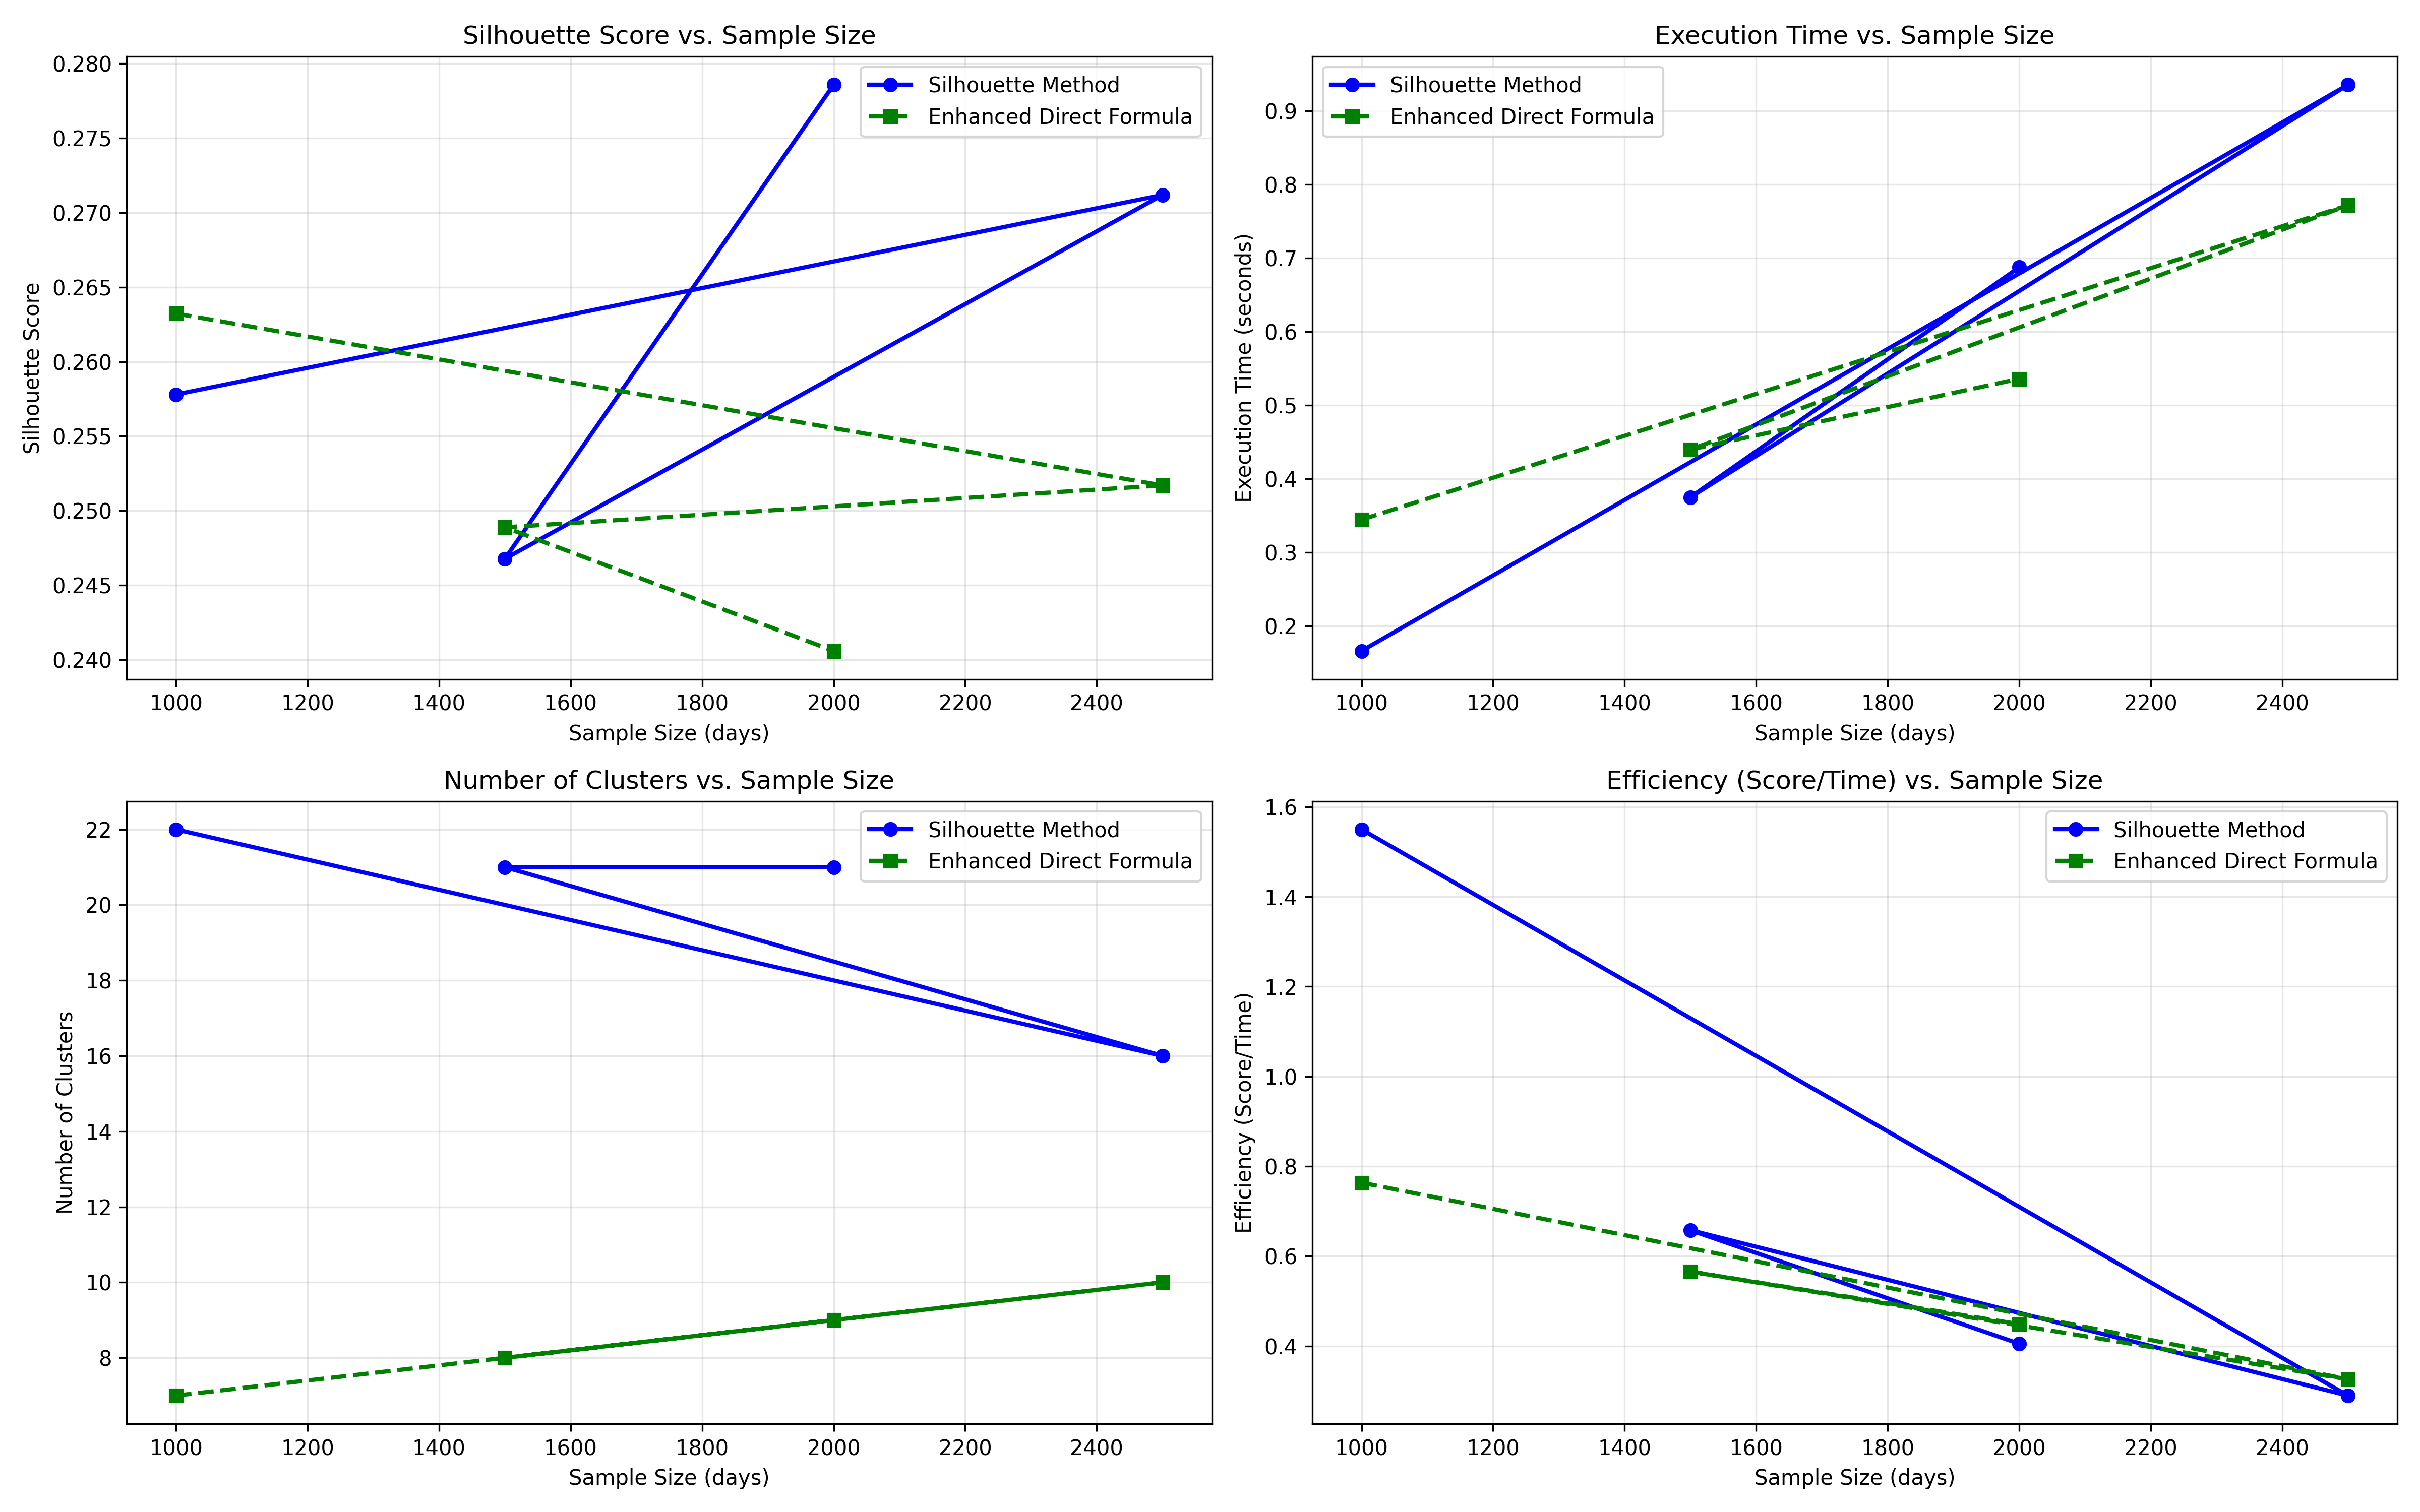 Silhouette Score vs. Sample Size
Silhouette Score
0.280
0.275
0.270
0.265
0.260
0.255
0.250
0.245
0.240
Silhouette Method
Enhanced Direct Formula
1000 1200 1400 1600 1800 2000 2200 2400
Sample Size (days)
Execution Time vs. Sample Size
Execution Time (seconds)
0.9
0.8
0.7
0.6
0.5
0.4
0.3
0.2
Silhouette Method
Enhanced Direct Formula
1000 1200 1400 1600 1800 2000 2200 2400
Sample Size (days)
Number of Clusters vs. Sample Size
Number of Clusters
22
20
18
16
14
12
10
8
Silhouette Method
Enhanced Direct Formula
1000 1200 1400 1600 1800 2000 2200 2400
Sample Size (days)
Efficiency (Score/Time) vs. Sample Size
Efficiency (Score/Time)
1.6
1.4
1.2
1.0
0.8
0.6
0.4
Silhouette Method
Enhanced Direct Formula
1000 1200 1400 1600 1800 2000 2200 2400
Sample Size (days)